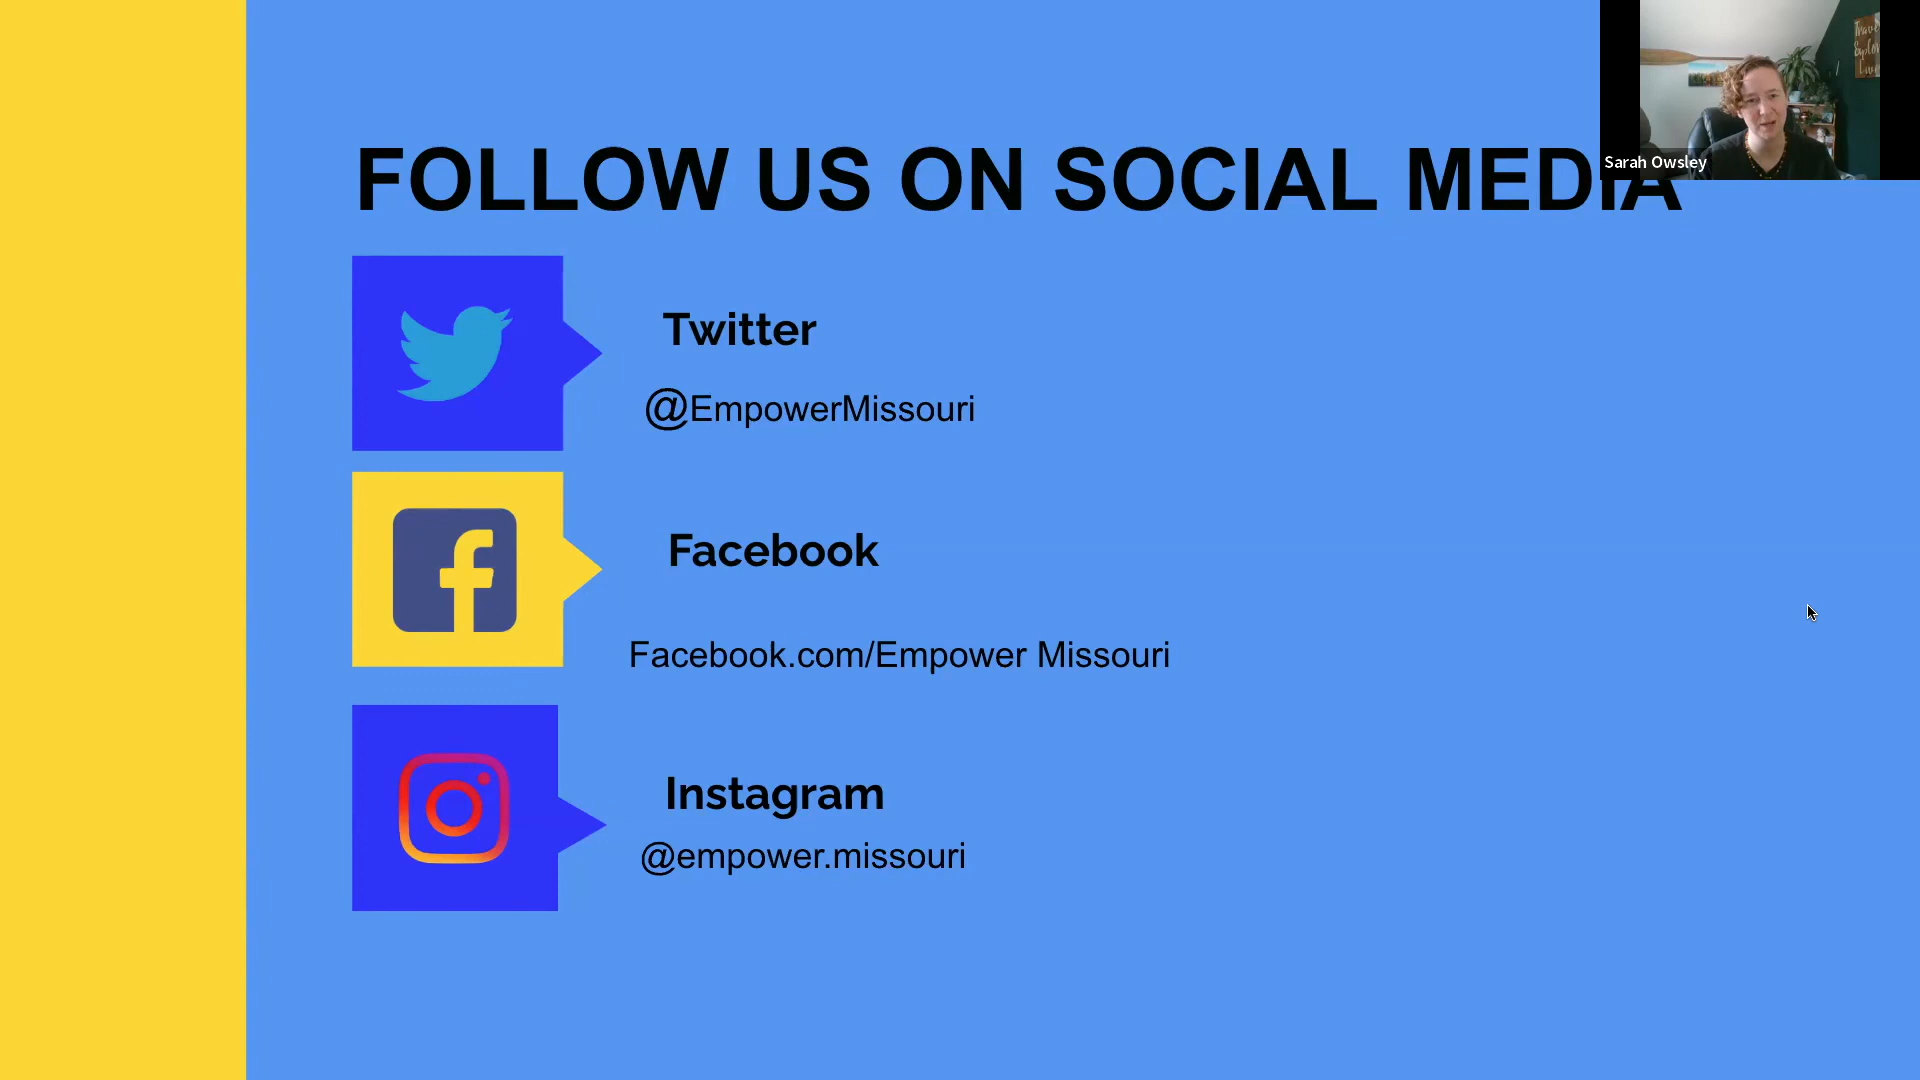 FOLLOW US ON SOCIAL MEDIA
Sarah Owsley
Twitter
@EmpowerMissouri
Facebook
Facebook.com/Empower Missouri
Instagram
@empower.missouri